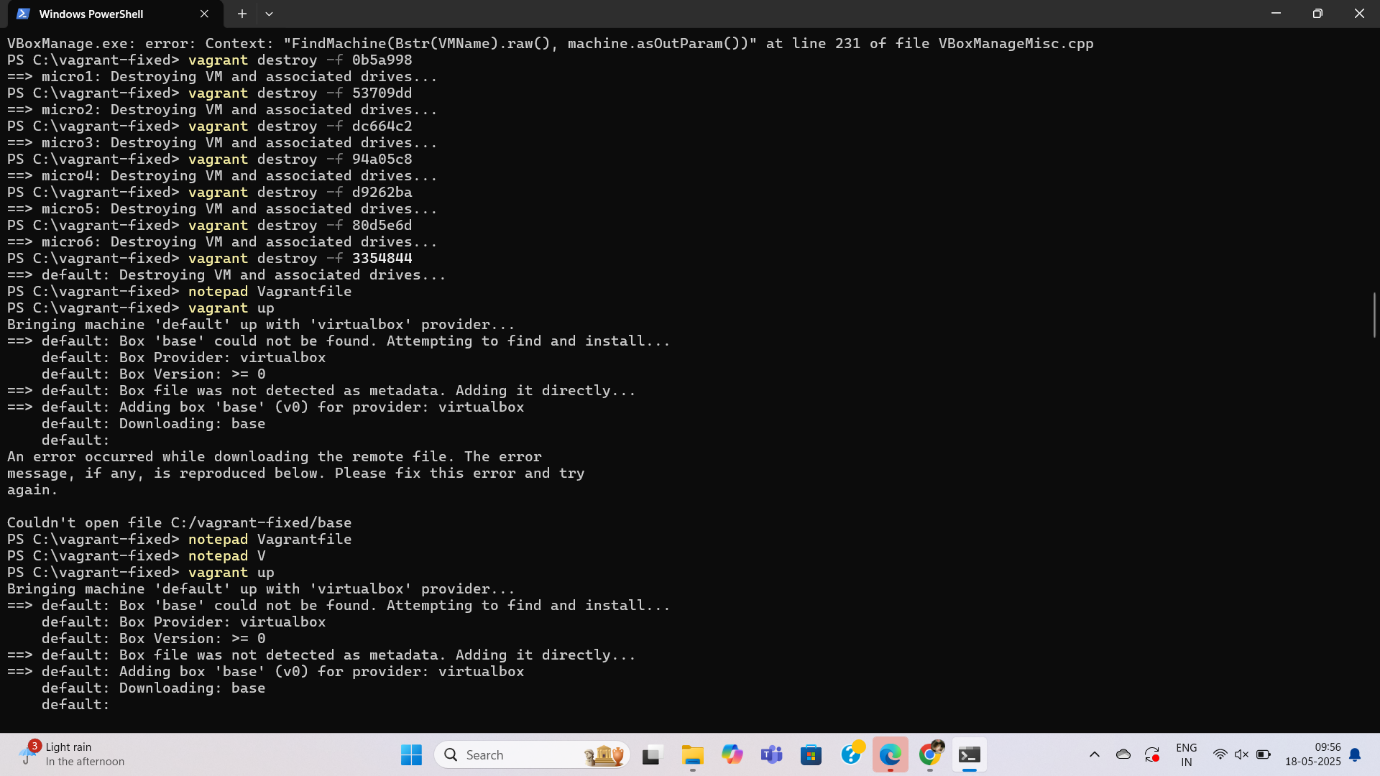 Windows PowerShell
VBoxManage.exe: error: Context: "FindMachine(Bstr(VMName).raw(), machine.asOutParam())" at line 231 of file VBoxManageMisc.cpp
PS C:\vagrant-fixed> vagrant destroy -f 0b5a998
==> micro1: Destroying VM and associated drives...
PS C:\vagrant-fixed> vagrant destroy -f 53709dd
==> micro2: Destroying VM and associated drives...
PS C:\vagrant-fixed> vagrant destroy -f dc664c2
==> micro3: Destroying VM and associated drives...
PS C:\vagrant-fixed> vagrant destroy -f 94a05c8
==> micro4: Destroying VM and associated drives...
PS C:\vagrant-fixed> vagrant destroy -f d9262ba
==> micro5: Destroying VM and associated drives...
PS C:\vagrant-fixed> vagrant destroy -f 80d5e6d
==> micro6: Destroying VM and associated drives...
PS C:\vagrant-fixed> vagrant destroy -f 3354844
==> default: Destroying VM and associated drives...
PS C:\vagrant-fixed> notepad Vagrantfile
PS C:\vagrant-fixed> vagrant up
Bringing machine 'default' up with 'virtualbox' provider...
==> default: Box 'base' could not be found. Attempting to find and install...
    default: Box Provider: virtualbox
    default: Box Version: >= 0
==> default: Box file was not detected as metadata. Adding it directly...
==> default: Adding box 'base' (v0) for provider: virtualbox
    default: Downloading: base
    default:
An error occurred while downloading the remote file. The error
message, if any, is reproduced below. Please fix this error and try
again.
Couldn't open file C:/vagrant-fixed/base
PS C:\vagrant-fixed> notepad Vagrantfile
PS C:\vagrant-fixed> notepad V
PS C:\vagrant-fixed> vagrant up
Bringing machine 'default' up with 'virtualbox' provider...
==> default: Box 'base' could not be found. Attempting to find and install...
    default: Box Provider: virtualbox
    default: Box Version: >= 0
==> default: Box file was not detected as metadata. Adding it directly...
==> default: Adding box 'base' (v0) for provider: virtualbox
    default: Downloading: base
    default:
3
Light rain
In the afternoon
Search
ENG
IN
09:56
18-05-2025